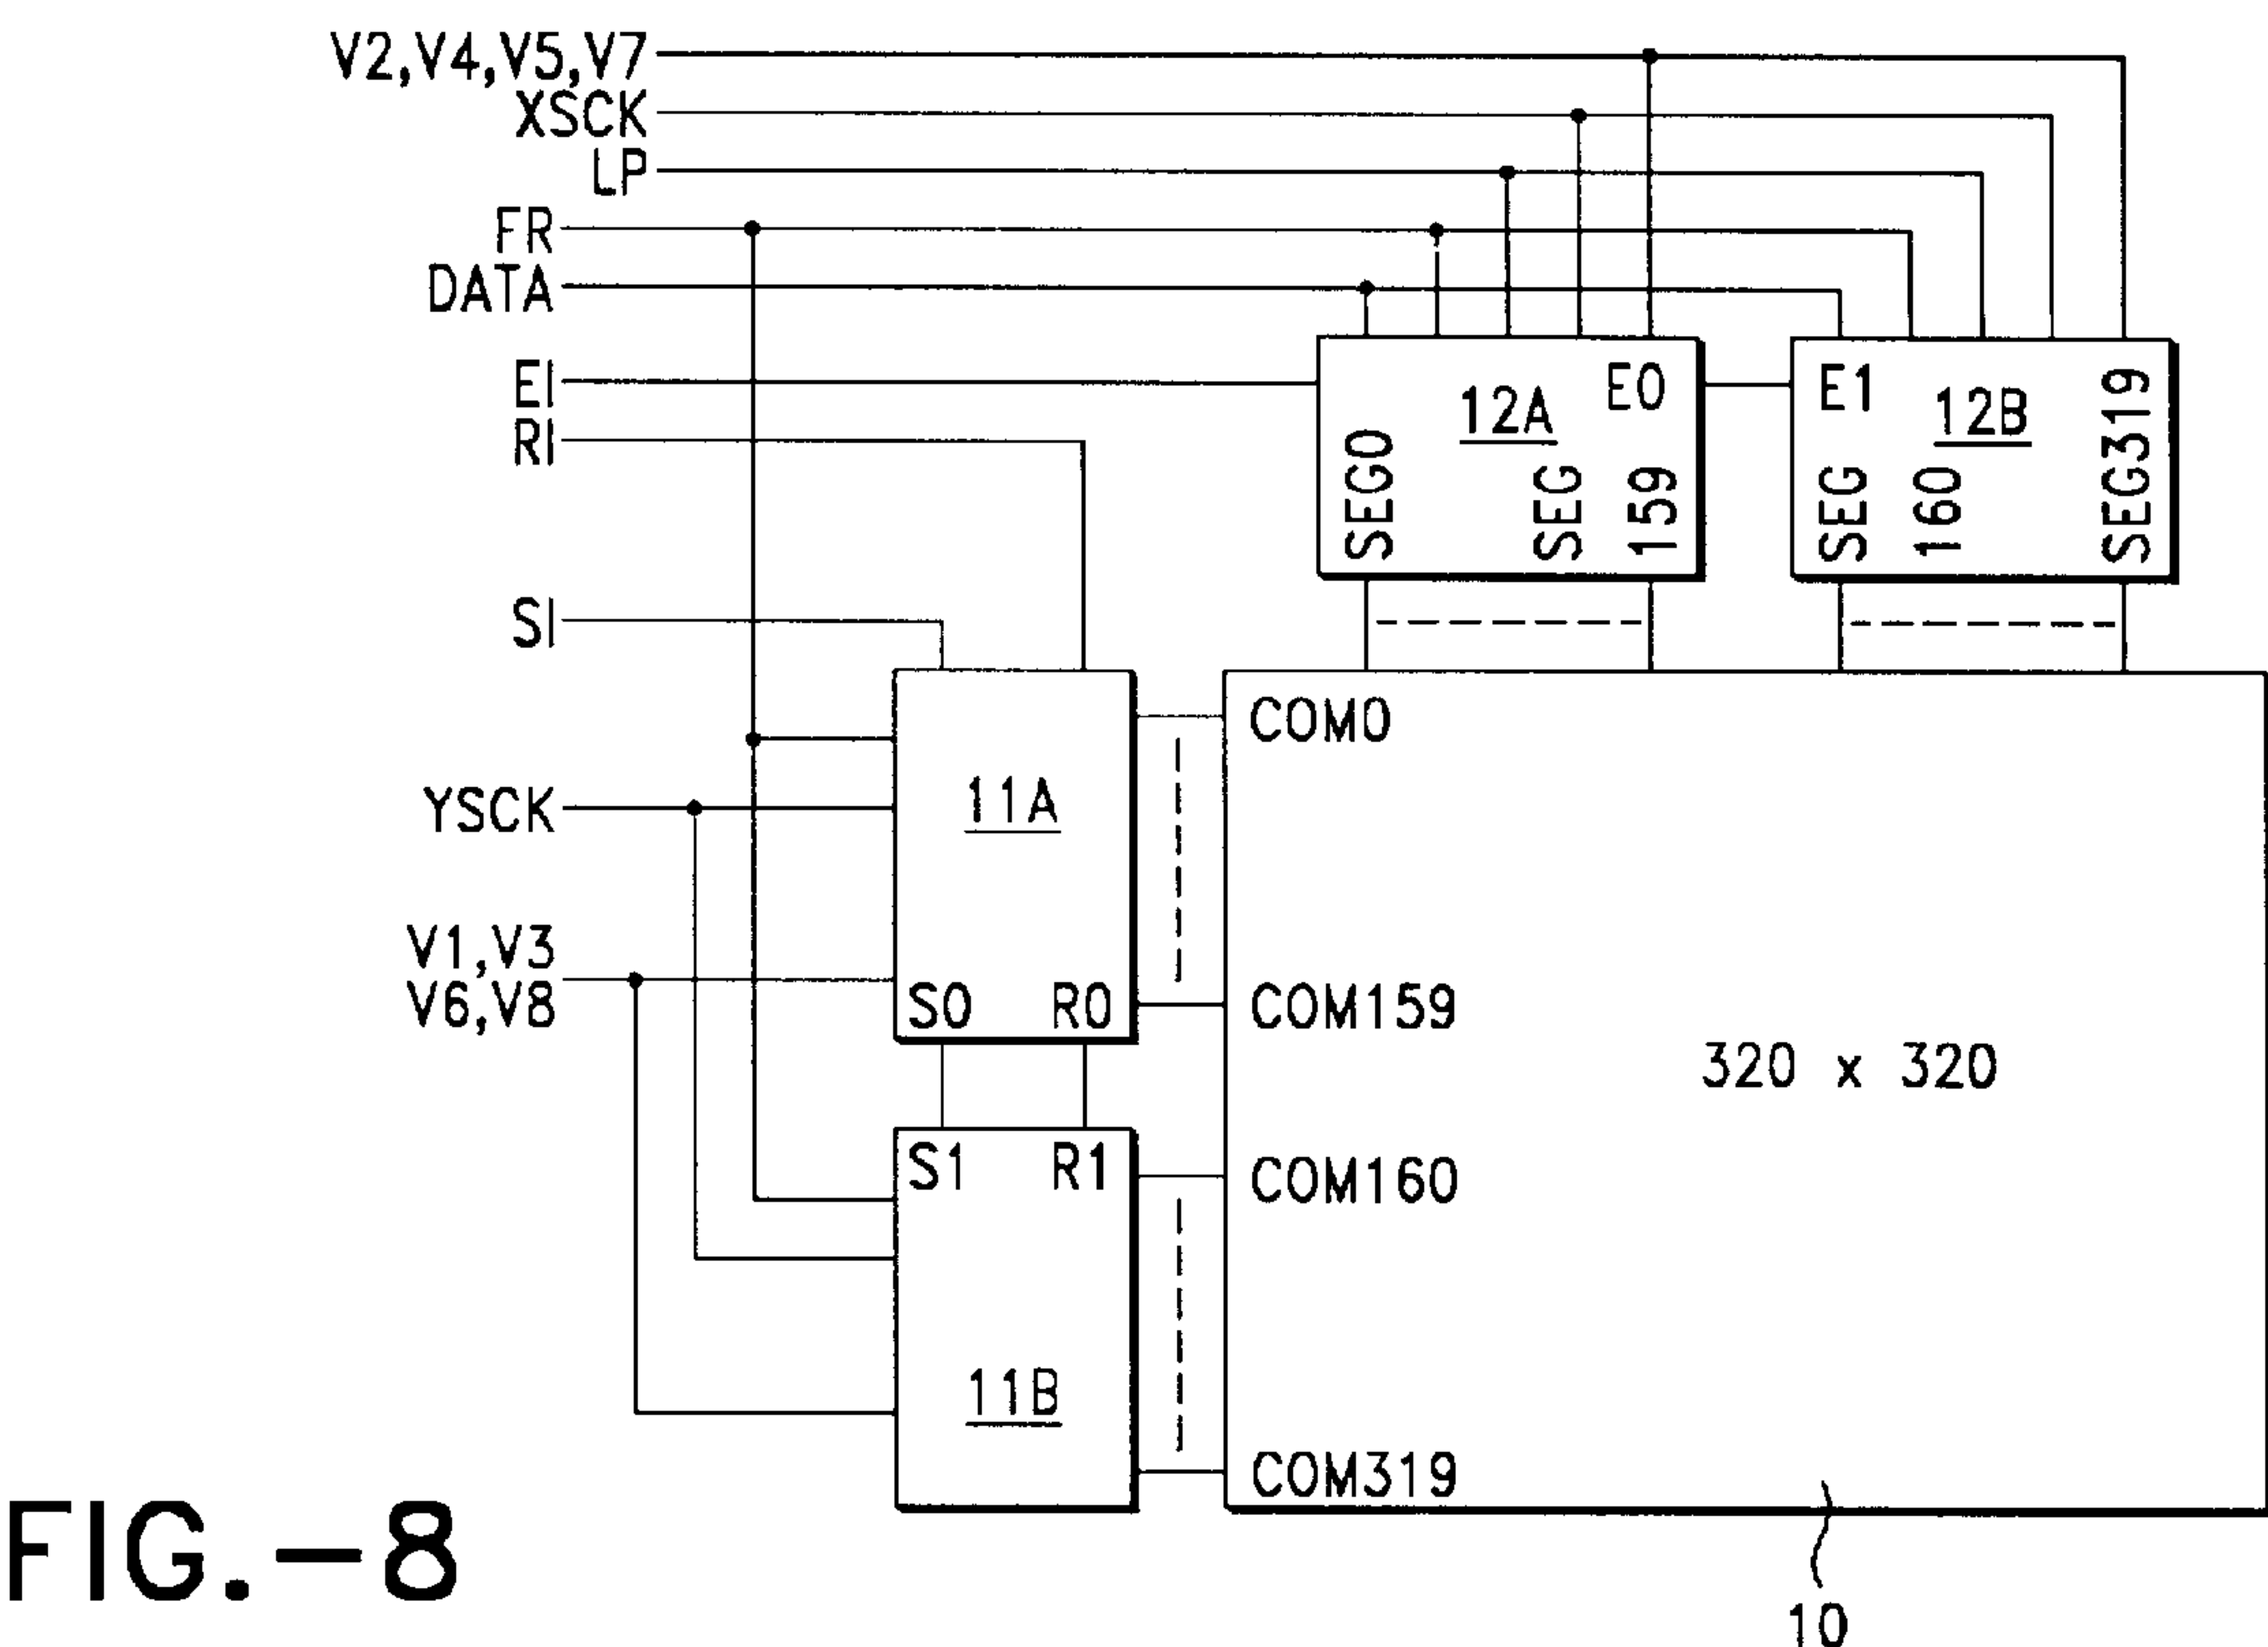 V2,V4,V5,V7
XSCK
LP
FR
DATA
EI
RI
SI
YSCK
V1,V3
V6,V8
12A
E0
SEG0
SEG
159
E1
12B
SEG
160
SEG319
11A
S0
R0
S1
R1
11B
COM0
COM159
COM160
COM319
320 x 320
10
FIG.-8